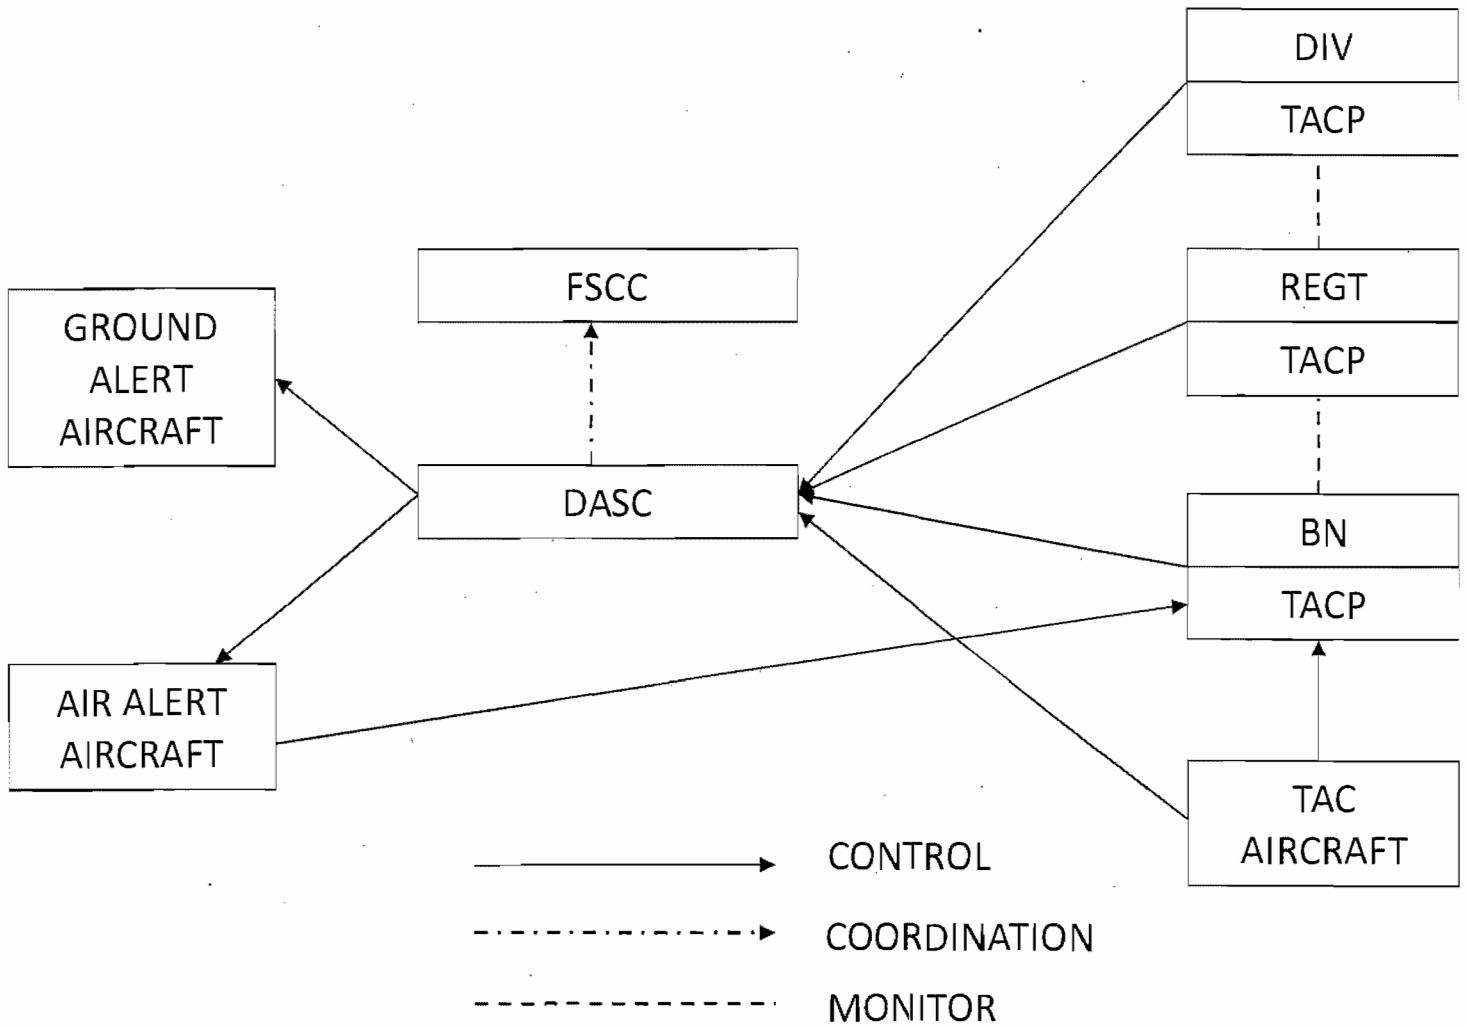 DIV
TACP
REGT
TACP
BN
TACP
TAC
AIRCRAFT
FSCC
DASC
GROUND
ALERT
AIRCRAFT
AIR ALERT
AIRCRAFT
CONTROL
COORDINATION
MONITOR